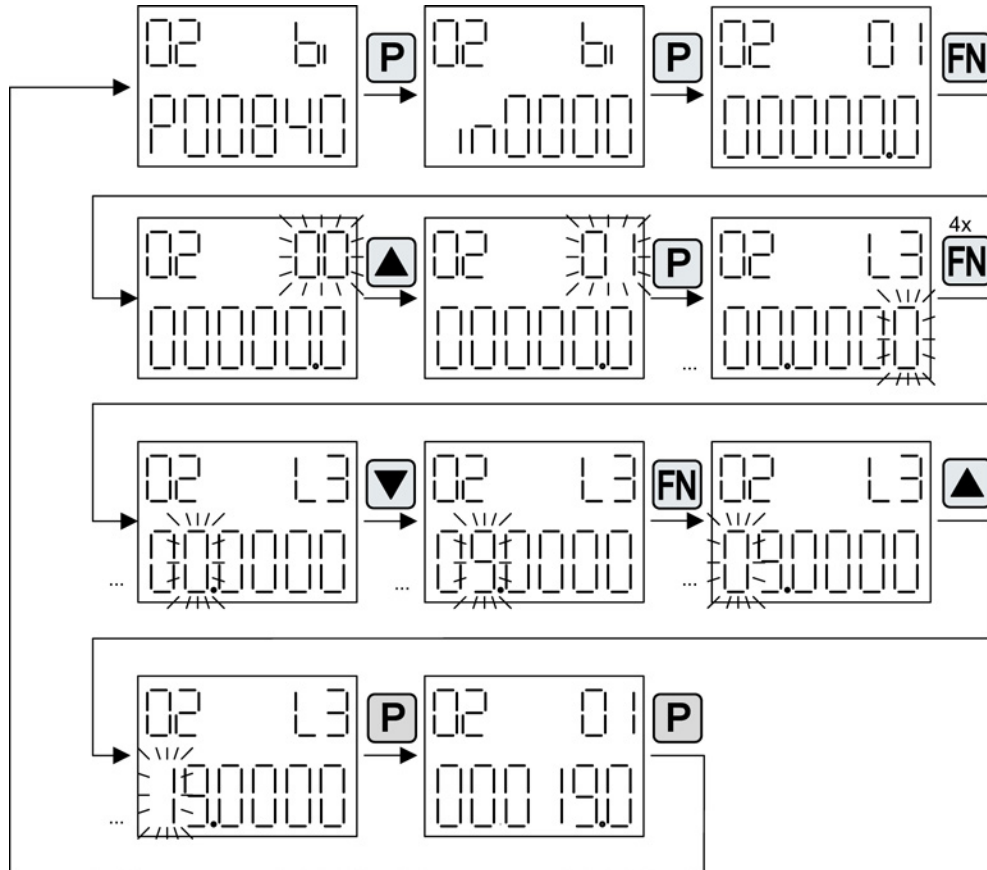 02 bi P 02 bi P 02 01 FN
P00840 in0000 00000.0
4x
02 00 ▲ 02 01 P 02 L3 FN
00000.0 00000.0 ... 00.0000
02 L3 ▼ 02 L3 FN 02 L3 ▲
... 00.0000 ... 09.0000 ... 09.0000
02 L3 P 02 01 P
... 19.0000 00019.0